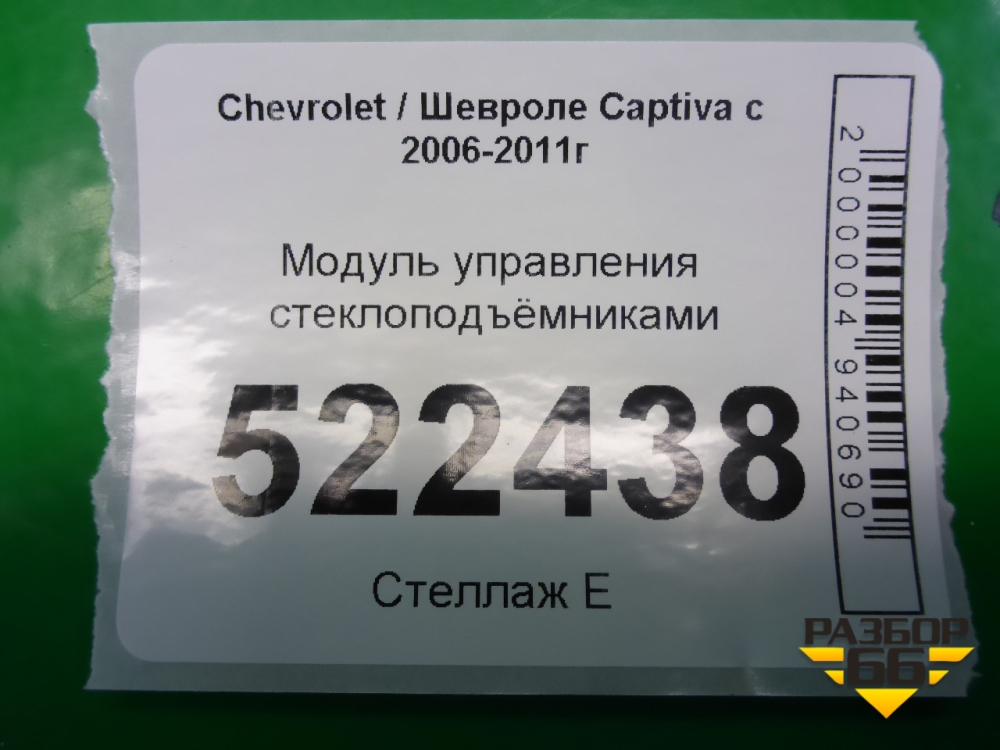 Chevrolet / Шевроле Captiva с
2006-2011г
Модуль управления
стеклоподъёмниками
522438
Стеллаж Е
2000004940690
РАЗБОР
66